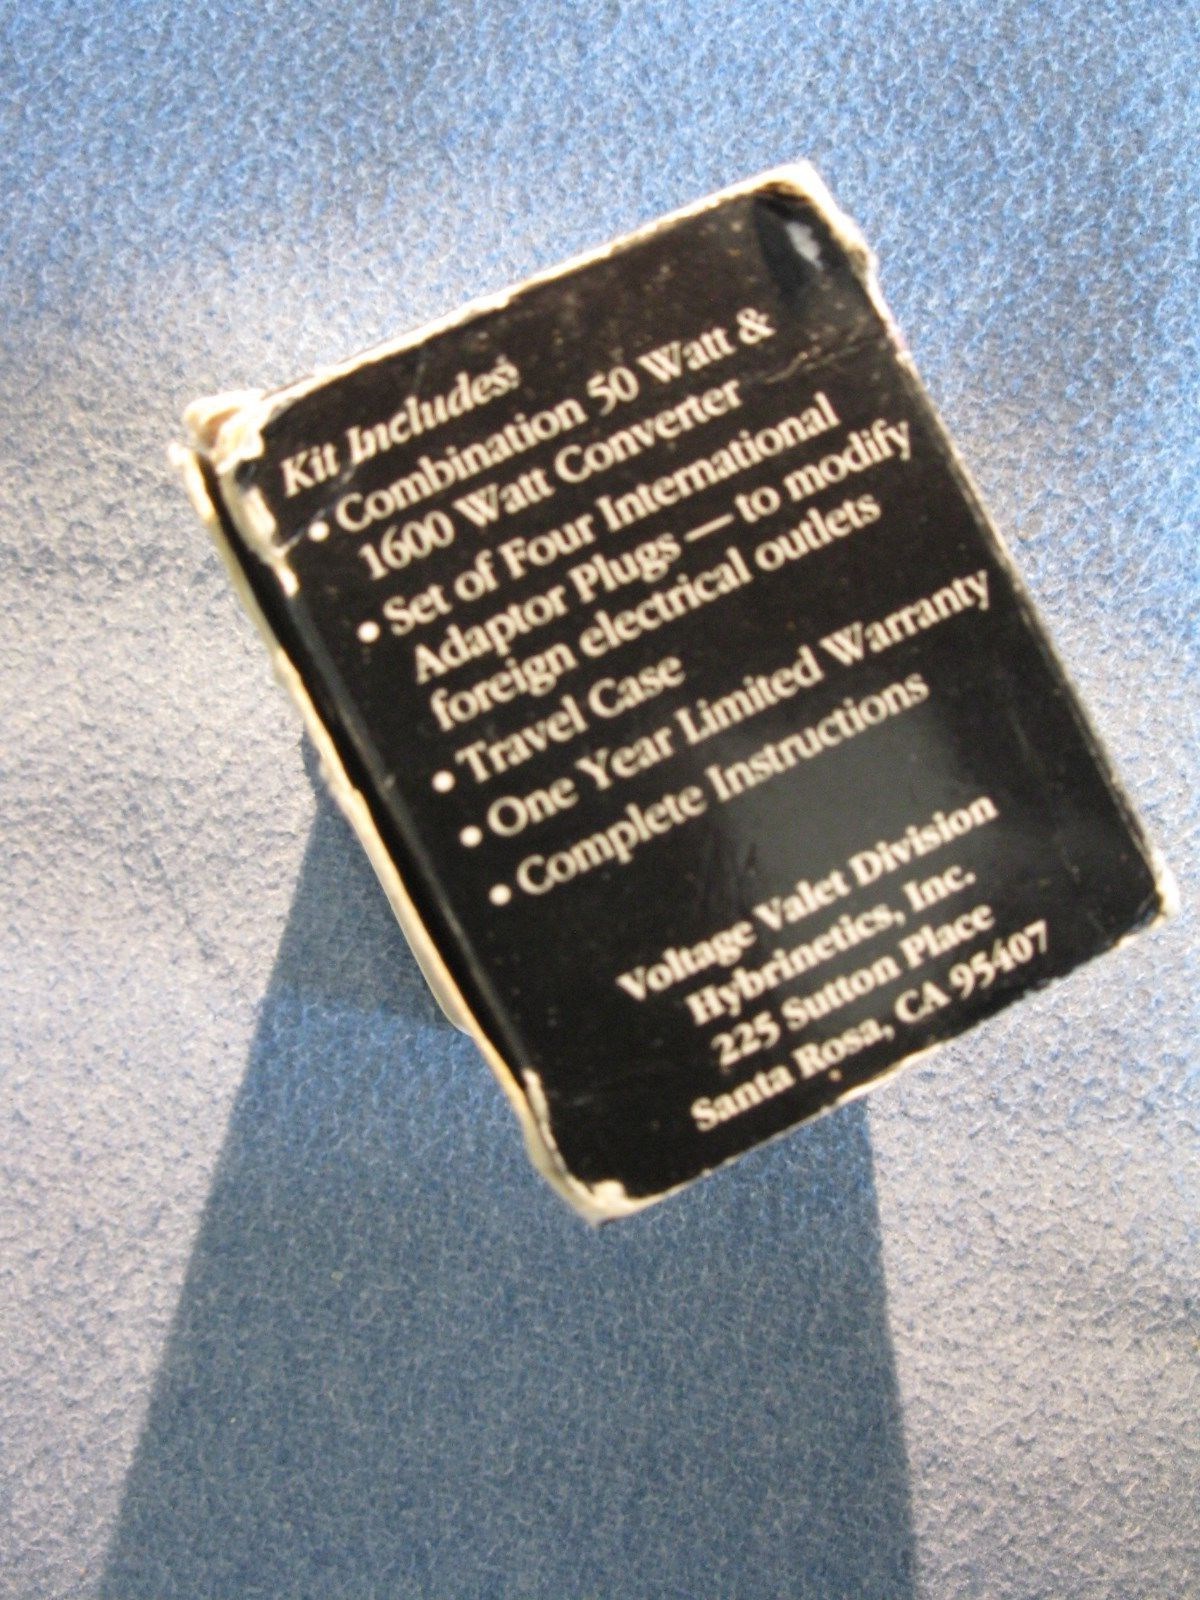 Kit Includes:
• Combination 50 Watt &
1600 Watt Converter
• Set of Four International
Adaptor Plugs — to modify
foreign electrical outlets
• Travel Case
• One Year Limited Warranty
• Complete Instructions
Voltage Valet Division
Hybrinetics, Inc.
225 Sutton Place
Santa Rosa, CA 95407